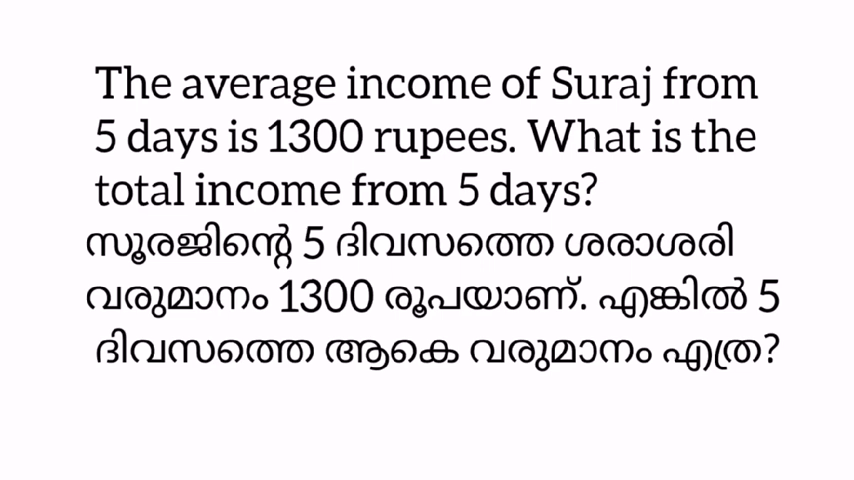 The average income of Suraj from
5 days is 1300 rupees. What is the
total income from 5 days?
സൂരജിന്റെ 5 ദിവസത്തെ ശരാശരി
വരുമാനം 1300 രൂപയാണ്. എങ്കിൽ 5
ദിവസത്തെ ആകെ വരുമാനം എത്ര?